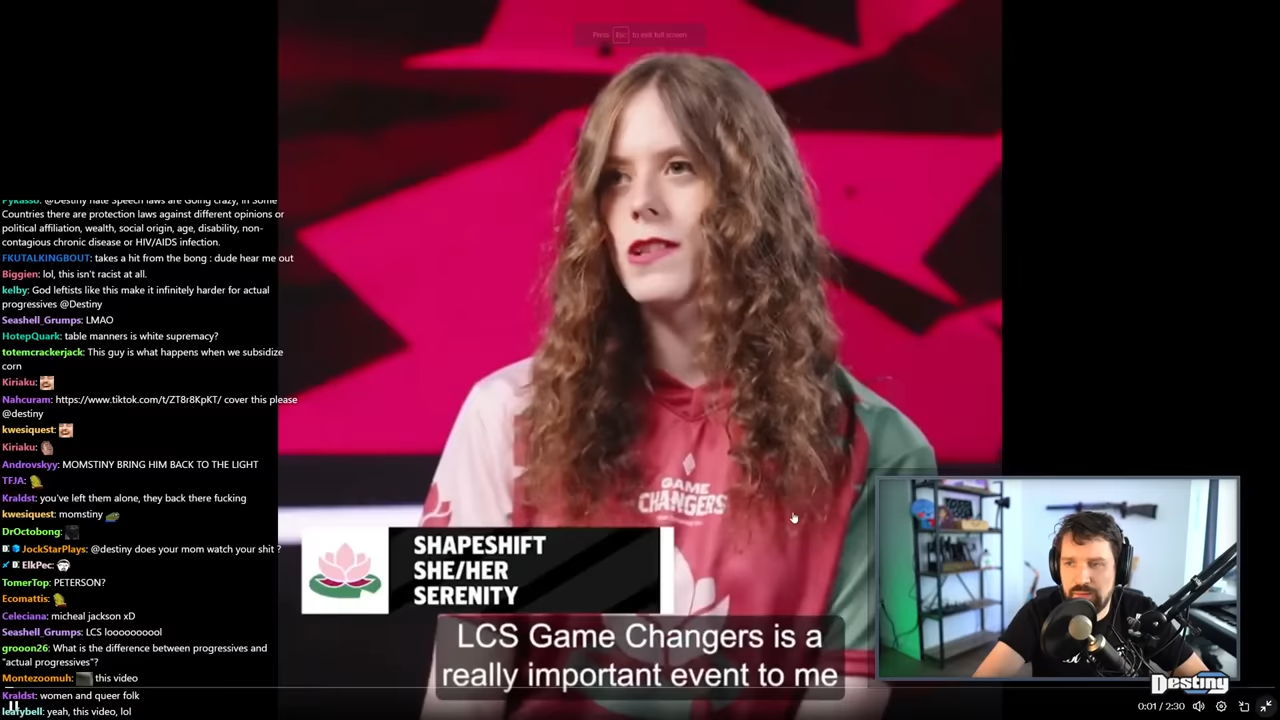 Press Esc to exit full screen
Pykasso: @Destiny hate Speech laws are Going crazy, in Some
Countries there are protection laws against different opinions or
political affiliation, wealth, social origin, age, disability, non-
contagious chronic disease or HIV/AIDS infection.
FKUTALKINGBOUT: takes a hit from the bong : dude hear me out
Biggien: lol, this isn't racist at all.
kelby: God leftists like this make it infinitely harder for actual
progressives @Destiny
Seashell_Grumps: LMAO
HotepQuark: table manners is white supremacy?
totemcrackerjack: This guy is what happens when we subsidize
corn
Kiriaku:
Nahcuram: https://www.tiktok.com/t/ZT8r8KpKT/ cover this please
@destiny
kwesiquest:
Kiriaku:
Androvskyy: MOMSTINY BRING HIM BACK TO THE LIGHT
TFJA:
Kraldst: you've left them alone, they back there fucking
kwesiquest: momstiny
DrOctobong:
JockStarPlays: @destiny does your mom watch your shit ?
ElkPec:
TomerTop: PETERSON?
Ecomattis:
Celeciana: micheal jackson xD
Seashell_Grumps: LCS loooooooool
grooon26: What is the difference between progressives and
"actual progressives"?
Montezoomuh: this video
Kraldst: women and queer folk
leafybell: yeah, this video, lol
GAME
CHANGERS
SHAPESHIFT
SHE/HER
SERENITY
LCS Game Changers is a
really important event to me
Destiny
0:01 / 2:30